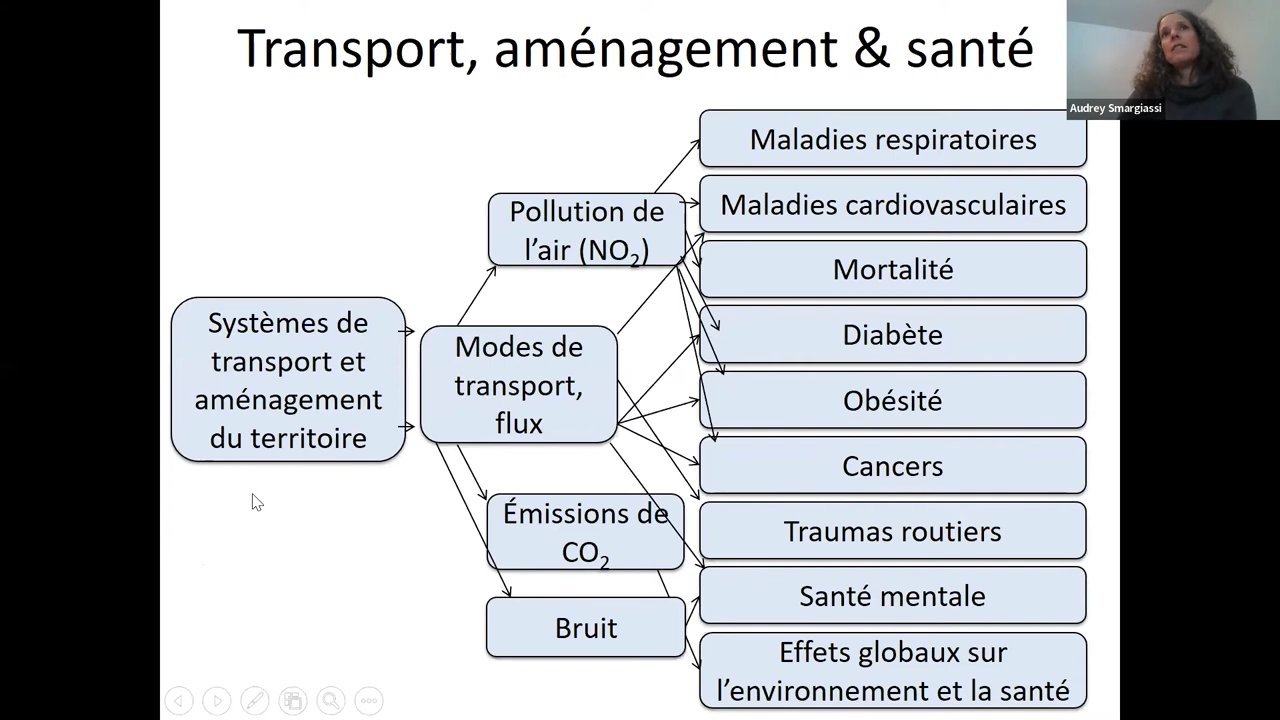 Transport, aménagement & santé
Audrey Smargiassi
Maladies respiratoires
Pollution de
l'air (NO₂)
Maladies cardiovasculaires
Mortalité
Systèmes de
transport et
aménagement
du territoire
Modes de
transport,
flux
Diabète
Obésité
Cancers
Émissions de
CO₂
Traumas routiers
Santé mentale
Bruit
Effets globaux sur
l'environnement et la santé